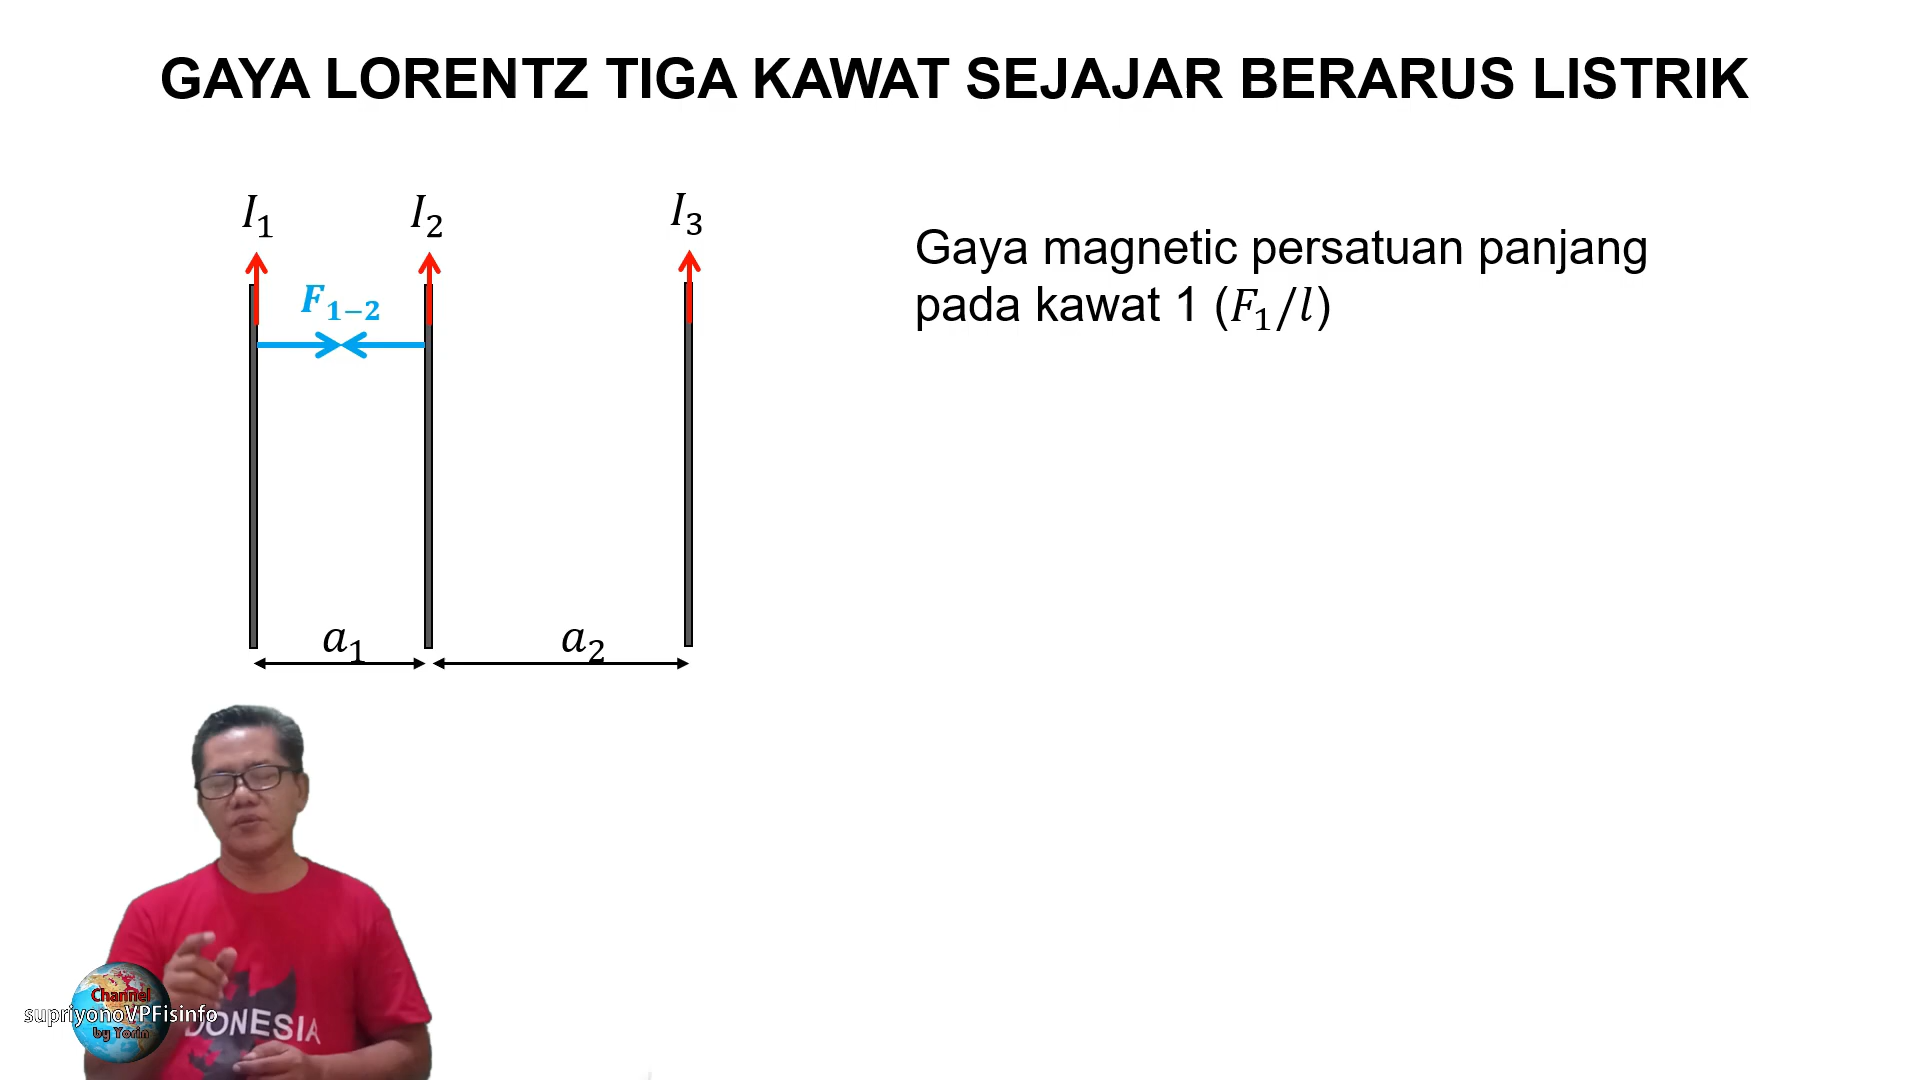 GAYA LORENTZ TIGA KAWAT SEJAJAR BERARUS LISTRIK
I₁ I₂ I₃
F₁₋₂
Gaya magnetic persatuan panjang
pada kawat 1 (F₁/l)
a₁ a₂
Channel
supriyonoVPFisinfo
by Yorin
DONESIA